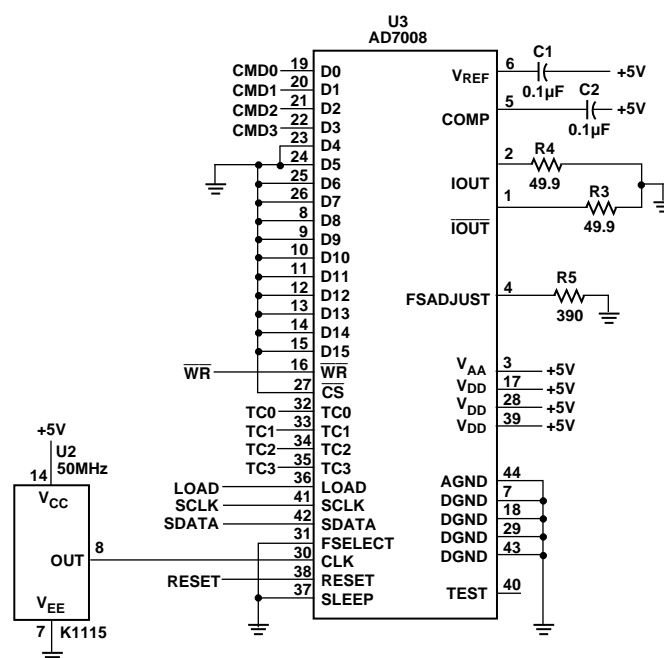 U3
AD7008
CMD0 19 D0
CMD1 20 D1
CMD2 21 D2
CMD3 22 D3
23 D4
24 D5
25 D6
26 D7
8 D8
9 D9
10 D10
11 D11
12 D12
13 D13
14 D14
15 D15
WR 16 WR
27 CS
TC0 32 TC0
TC1 33 TC1
TC2 34 TC2
TC3 35 TC3
LOAD 36 LOAD
SCLK 41 SCLK
SDATA 42 SDATA
31 FSELECT
30 CLK
RESET 38 RESET
37 SLEEP
VREF 6 C1 +5V
0.1µF
COMP 5 C2 +5V
0.1µF
IOUT 2 R4
49.9
IOUT 1 R3
49.9
FSADJUST 4 R5
390
VAA 3 +5V
VDD 17 +5V
VDD 28 +5V
VDD 39 +5V
AGND 44
DGND 7
DGND 18
DGND 29
DGND 43
TEST 40
+5V
U2
50MHz
14
VCC
OUT 8
VEE
7 K1115